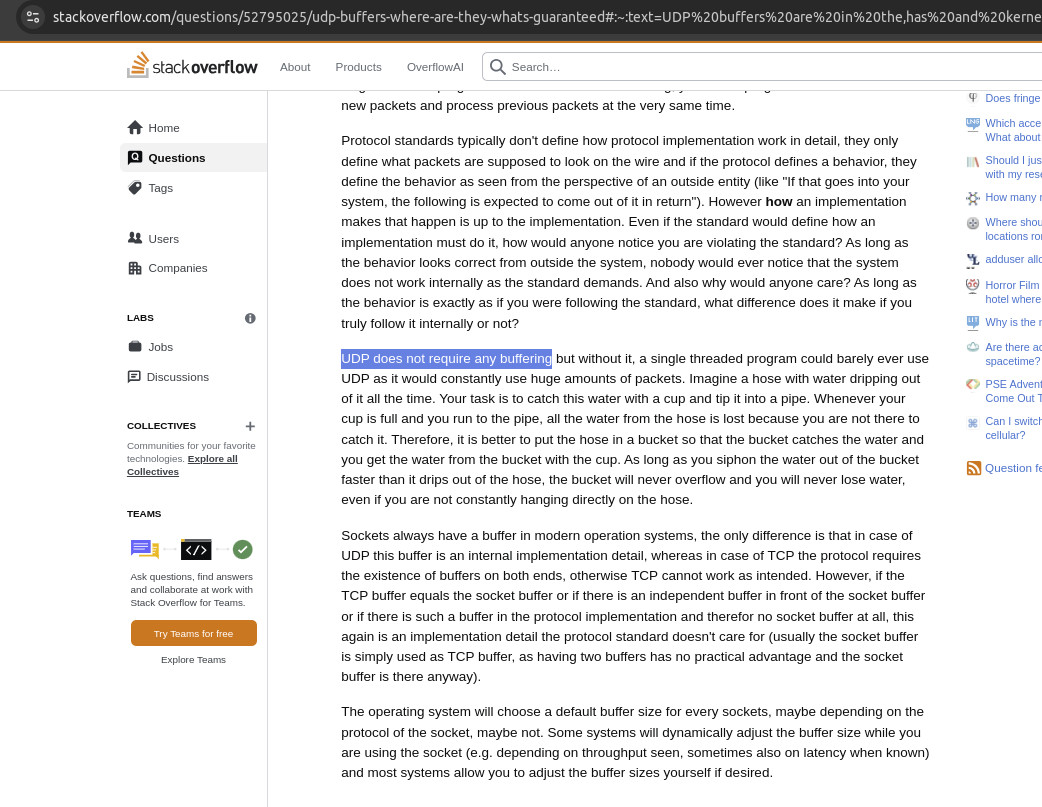 stackoverflow.com/questions/52795025/udp-buffers-where-are-they-whats-guaranteed#:~:text=UDP%20buffers%20are%20in%20the,has%20and%20kerne
stackoverflow
About
Products
OverflowAI
Search…
Home
Questions
Tags
Users
Companies
LABS
Jobs
Discussions
COLLECTIVES
Communities for your favorite
technologies. Explore all
Collectives
TEAMS
Ask questions, find answers
and collaborate at work with
Stack Overflow for Teams.
Try Teams for free
Explore Teams
new packets and process previous packets at the very same time.
Protocol standards typically don't define how protocol implementation work in detail, they only
define what packets are supposed to look on the wire and if the protocol defines a behavior, they
define the behavior as seen from the perspective of an outside entity (like "If that goes into your
system, the following is expected to come out of it in return"). However how an implementation
makes that happen is up to the implementation. Even if the standard would define how an
implementation must do it, how would anyone notice you are violating the standard? As long as
the behavior looks correct from outside the system, nobody would ever notice that the system
does not work internally as the standard demands. And also why would anyone care? As long as
the behavior is exactly as if you were following the standard, what difference does it make if you
truly follow it internally or not?
UDP does not require any buffering but without it, a single threaded program could barely ever use
UDP as it would constantly use huge amounts of packets. Imagine a hose with water dripping out
of it all the time. Your task is to catch this water with a cup and tip it into a pipe. Whenever your
cup is full and you run to the pipe, all the water from the hose is lost because you are not there to
catch it. Therefore, it is better to put the hose in a bucket so that the bucket catches the water and
you get the water from the bucket with the cup. As long as you siphon the water out of the bucket
faster than it drips out of the hose, the bucket will never overflow and you will never lose water,
even if you are not constantly hanging directly on the hose.
Sockets always have a buffer in modern operation systems, the only difference is that in case of
UDP this buffer is an internal implementation detail, whereas in case of TCP the protocol requires
the existence of buffers on both ends, otherwise TCP cannot work as intended. However, if the
TCP buffer equals the socket buffer or if there is an independent buffer in front of the socket buffer
or if there is such a buffer in the protocol implementation and therefor no socket buffer at all, this
again is an implementation detail the protocol standard doesn't care for (usually the socket buffer
is simply used as TCP buffer, as having two buffers has no practical advantage and the socket
buffer is there anyway).
The operating system will choose a default buffer size for every sockets, maybe depending on the
protocol of the socket, maybe not. Some systems will dynamically adjust the buffer size while you
are using the socket (e.g. depending on throughput seen, sometimes also on latency when known)
and most systems allow you to adjust the buffer sizes yourself if desired.
Does fringe
Which acce
What about
Should I jus
with my rese
How many r
Where shou
locations ro
adduser allo
Horror Film
hotel where
Why is the r
Are there ac
spacetime?
PSE Advent
Come Out T
Can I switch
cellular?
Question fe